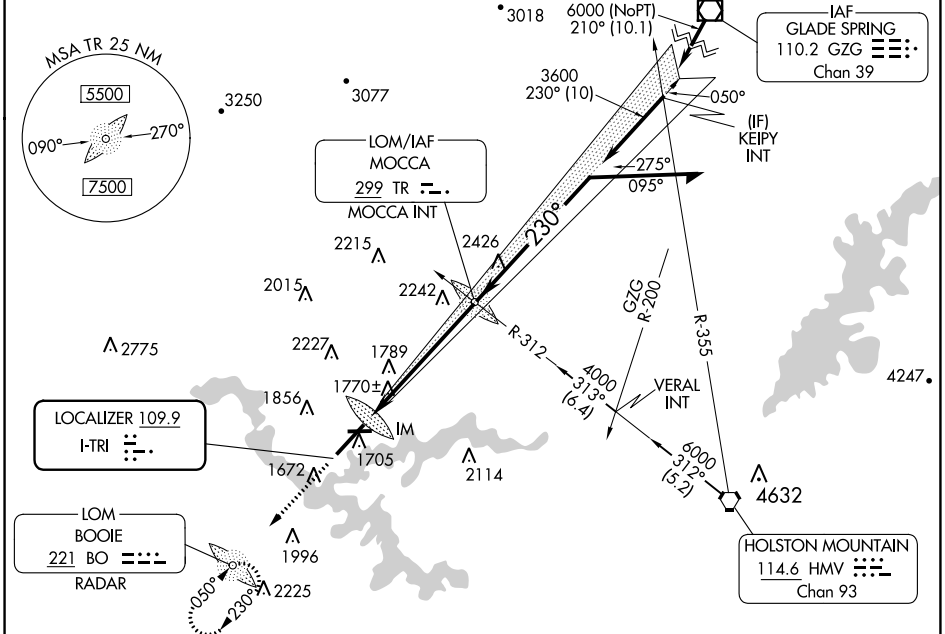 MSA TR 25 NM
5500
090°
270°
7500
3018
3250
3077
6000 (NoPT)
210° (10.1)
IAF
GLADE SPRING
110.2 GZG
Chan 39
3600
230° (10)
050°
(IF)
KEIPY
INT
LOM/IAF
MOCCA
299 TR
MOCCA INT
275°
095°
230°
2215
2426
2015
2242
2227
1789
2775
1770±
1856
R-312
GZG
R-200
R-355
4000
313°
(6.4)
VERAL
INT
4247
LOCALIZER 109.9
I-TRI
IM
1705
1672
2114
6000
312°
(5.2)
4632
LOM
BOOIE
221 BO
RADAR
1996
050°
230°
2225
HOLSTON MOUNTAIN
114.6 HMV
Chan 93